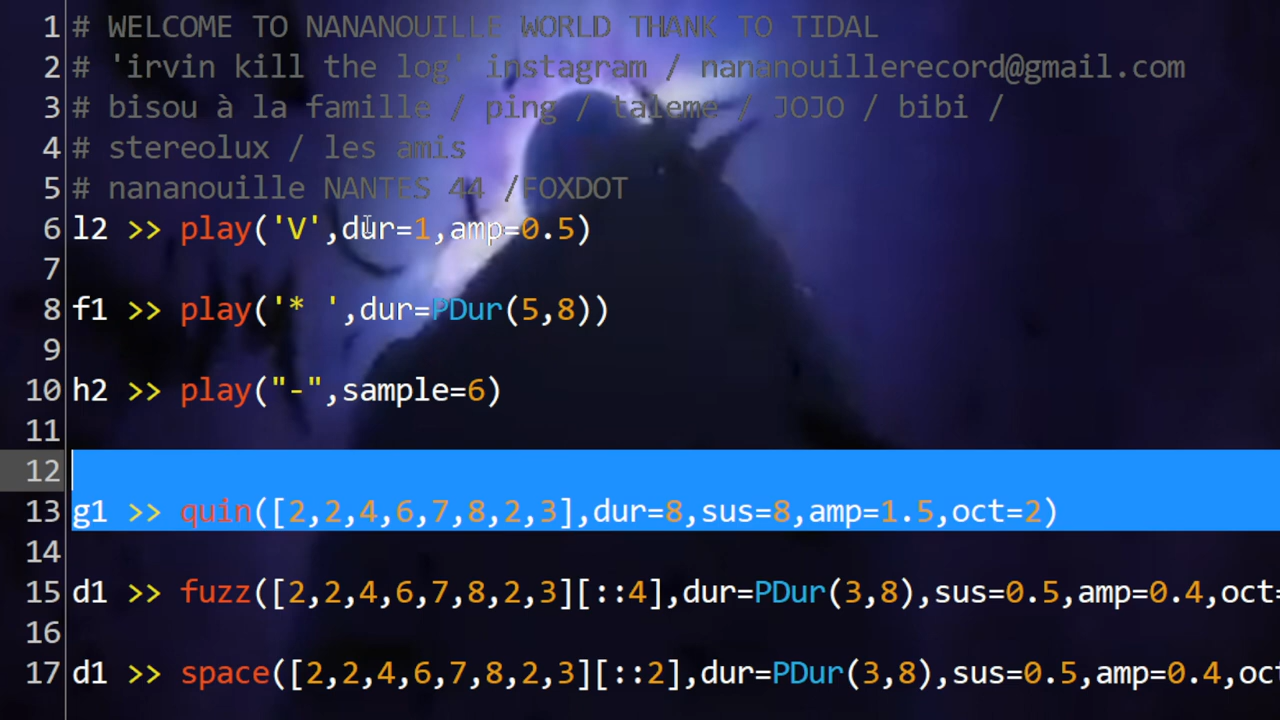 1 # WELCOME TO NANANOUILLE WORLD THANK TO TIDAL
2 # 'irvin kill the log' instagram / nananouillerecord@gmail.com
3 # bisou à la famille / ping / taleme / JOJO / bibi /
4 # stereolux / les amis
5 # nananouille NANTES 44 /FOXDOT
6 l2 >> play('V',dur=1,amp=0.5)
7
8 f1 >> play('* ',dur=PDur(5,8))
9
10 h2 >> play("-",sample=6)
11
12
13 g1 >> quin([2,2,4,6,7,8,2,3],dur=8,sus=8,amp=1.5,oct=2)
14
15 d1 >> fuzz([2,2,4,6,7,8,2,3][::4],dur=PDur(3,8),sus=0.5,amp=0.4,oct=
16
17 d1 >> space([2,2,4,6,7,8,2,3][::2],dur=PDur(3,8),sus=0.5,amp=0.4,oc